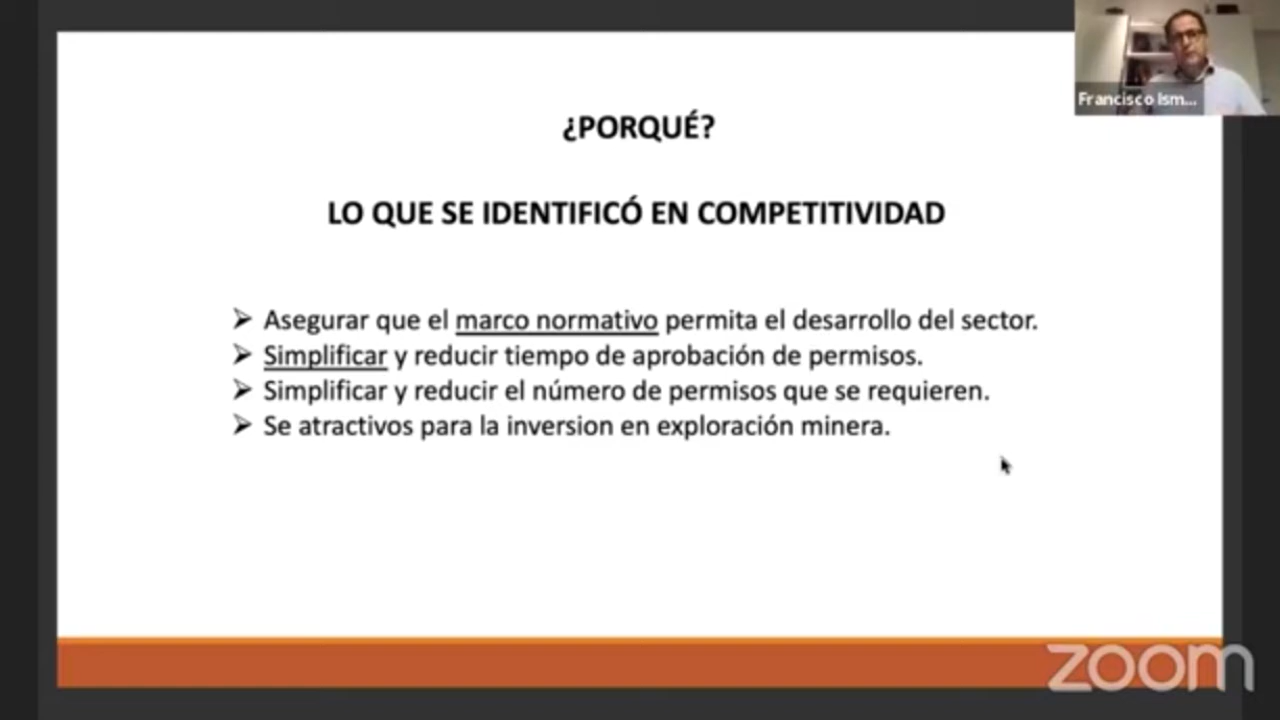 Francisco Ism...
¿PORQUÉ?
LO QUE SE IDENTIFICÓ EN COMPETITIVIDAD
➤ Asegurar que el marco normativo permita el desarrollo del sector.
➤ Simplificar y reducir tiempo de aprobación de permisos.
➤ Simplificar y reducir el número de permisos que se requieren.
➤ Se atractivos para la inversion en exploración minera.
zoom